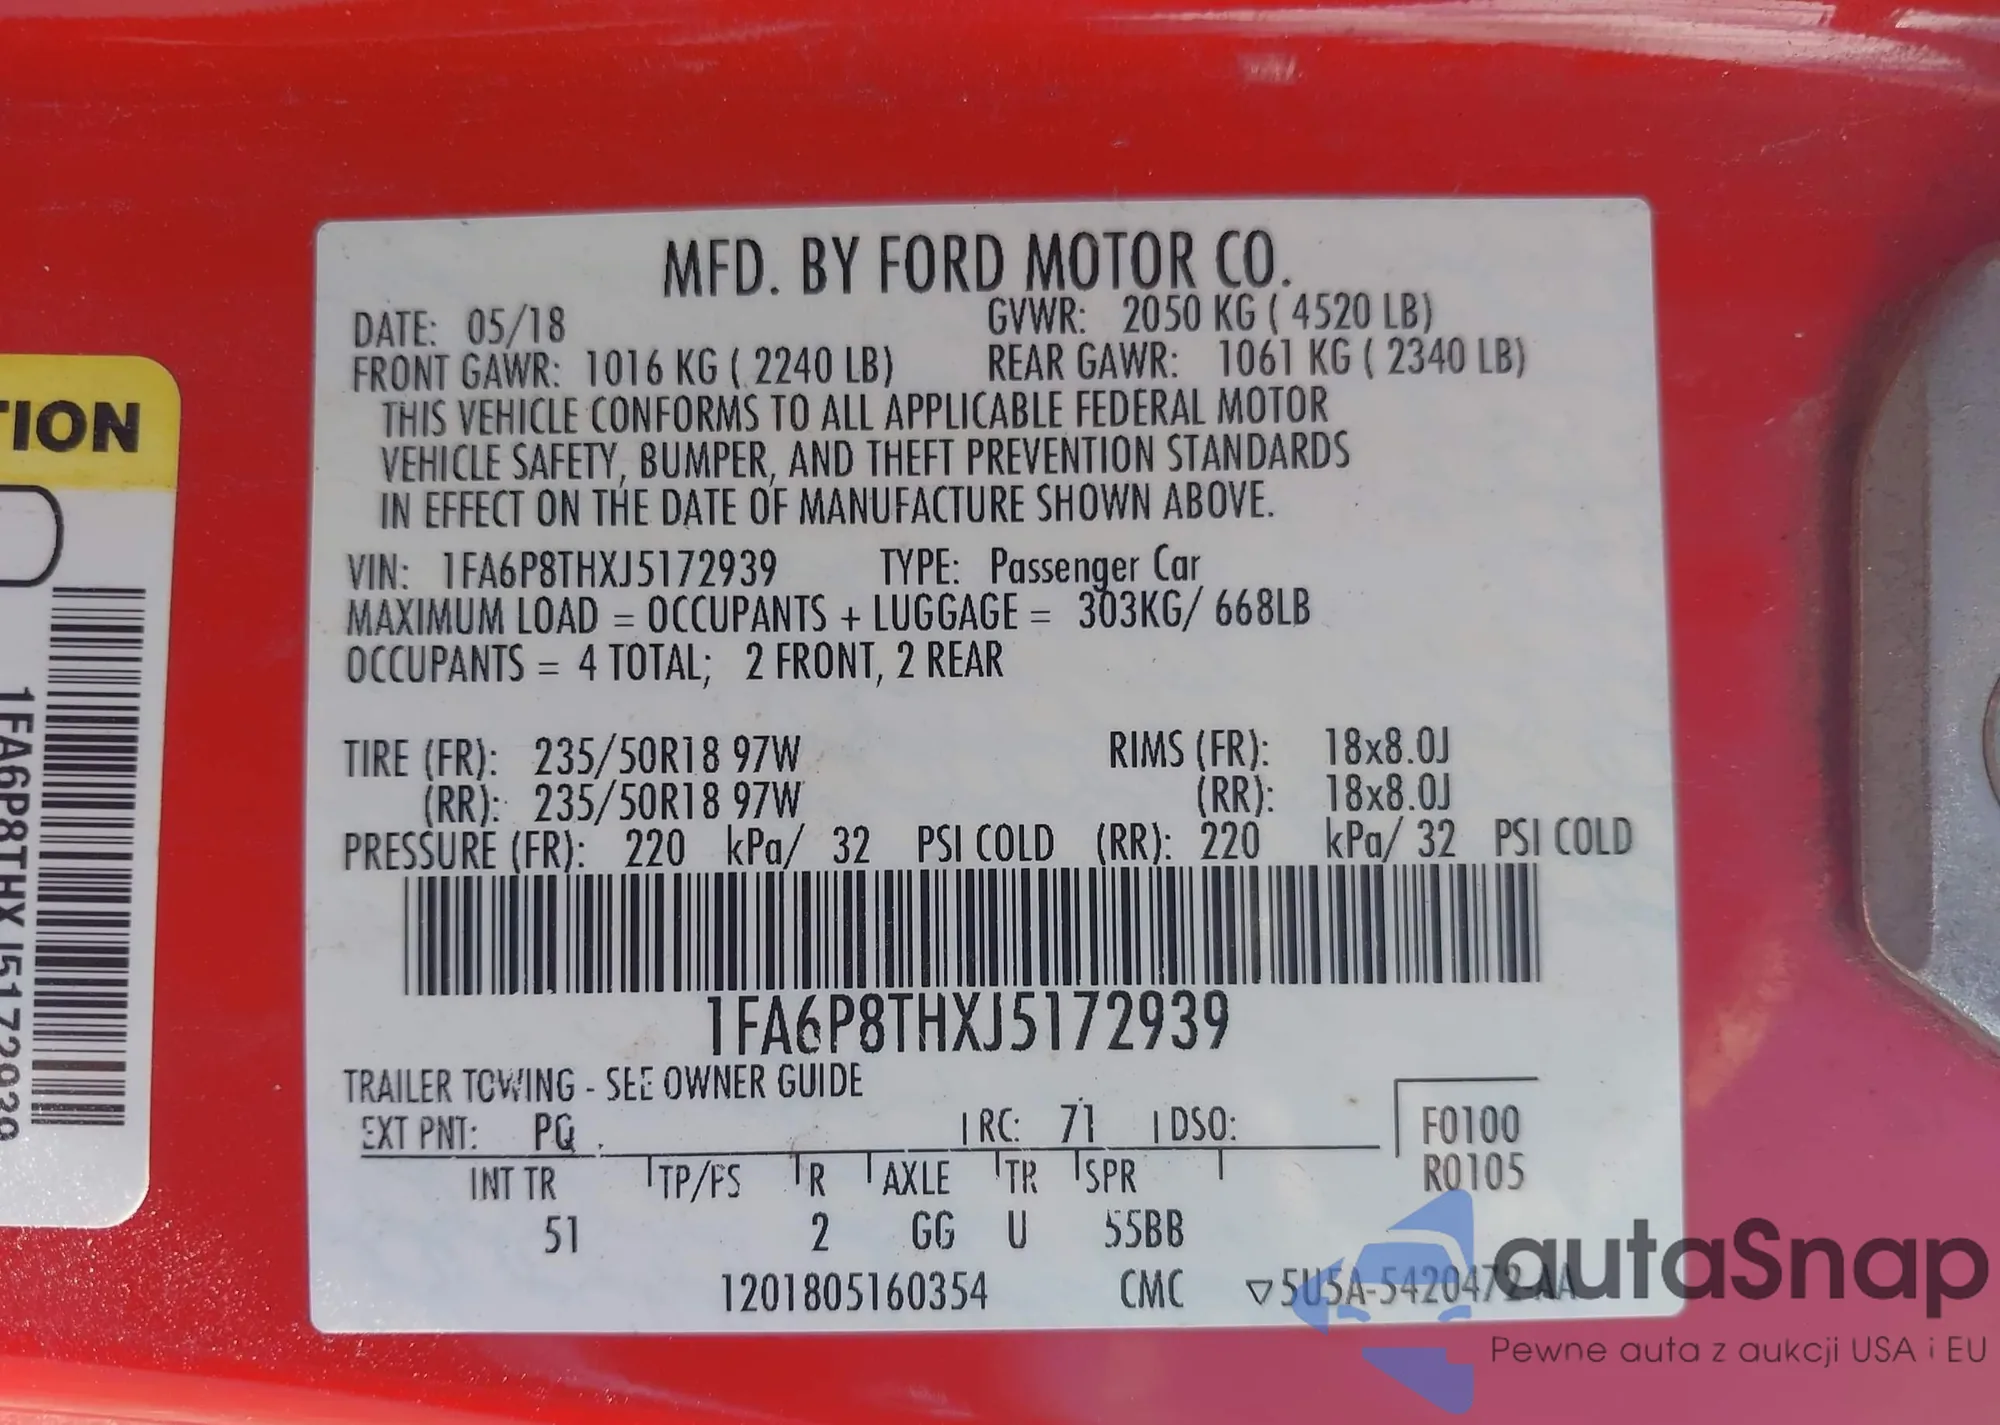 TION
1FA6P8THXJ5172939
MFD. BY FORD MOTOR CO.
DATE: 05/18 GVWR: 2050 KG ( 4520 LB)
FRONT GAWR: 1016 KG ( 2240 LB) REAR GAWR: 1061 KG ( 2340 LB)
THIS VEHICLE CONFORMS TO ALL APPLICABLE FEDERAL MOTOR
VEHICLE SAFETY, BUMPER, AND THEFT PREVENTION STANDARDS
IN EFFECT ON THE DATE OF MANUFACTURE SHOWN ABOVE.
VIN: 1FA6P8THXJ5172939 TYPE: Passenger Car
MAXIMUM LOAD = OCCUPANTS + LUGGAGE = 303KG/ 668LB
OCCUPANTS = 4 TOTAL; 2 FRONT, 2 REAR
TIRE (FR): 235/50R18 97W RIMS (FR): 18x8.0J
(RR): 235/50R18 97W (RR): 18x8.0J
PRESSURE (FR): 220 kPa/ 32 PSI COLD (RR): 220 kPa/ 32 PSI COLD
1FA6P8THXJ5172939
TRAILER TOWING - SEE OWNER GUIDE
EXT PNT: PQ RC: 71 DSO: F0100
INT TR TP/PS R AXLE TR SPR R0105
51 2 GG U 55BB
1201805160354 CMC ▽5U5A-5420472-AA
autaSnap
Pewne auta z aukcji USA i EU